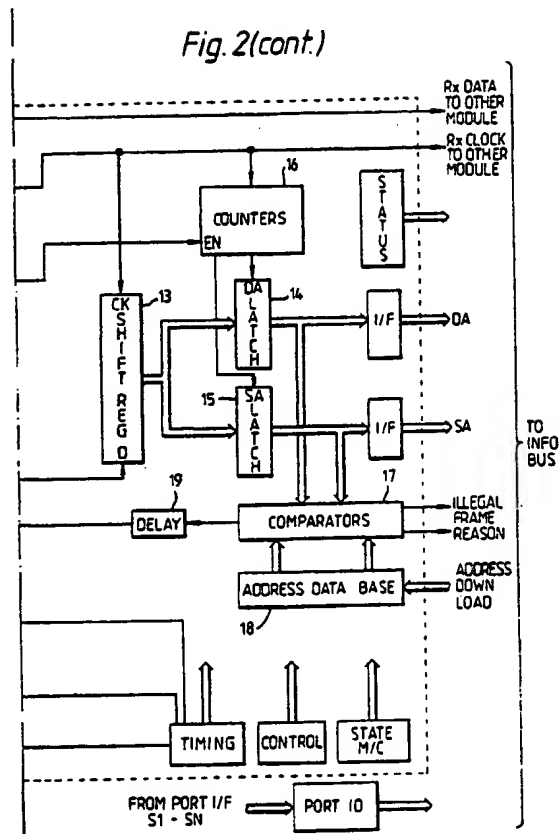 Fig. 2(cont.)
Rx DATA
TO OTHER
MODULE
Rx CLOCK
TO OTHER
MODULE
16
COUNTERS
EN
STATUS
13
CK
SHIFT REG
D
DA LATCH
14
I/F
DA
15
SA LATCH
I/F
SA
TO
INFO
BUS
17
19
DELAY
COMPARATORS
ILLEGAL
FRAME
REASON
ADDRESS DATA BASE
18
ADDRESS
DOWN
LOAD
TIMING
CONTROL
STATE
M/C
FROM PORT I/F
S1 - SN
PORT ID